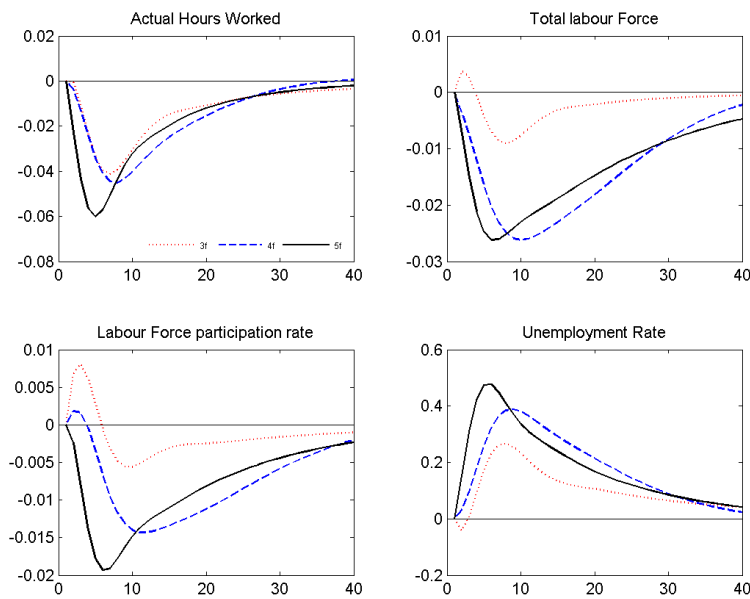 Actual Hours Worked
0.02
0
-0.02
-0.04
-0.06
-0.08
3f 4f 5f
0 10 20 30 40
Total labour Force
0.01
0
-0.01
-0.02
-0.03
0 10 20 30 40
Labour Force participation rate
0.01
0.005
0
-0.005
-0.01
-0.015
-0.02
0 10 20 30 40
Unemployment Rate
0.6
0.4
0.2
0
-0.2
0 10 20 30 40